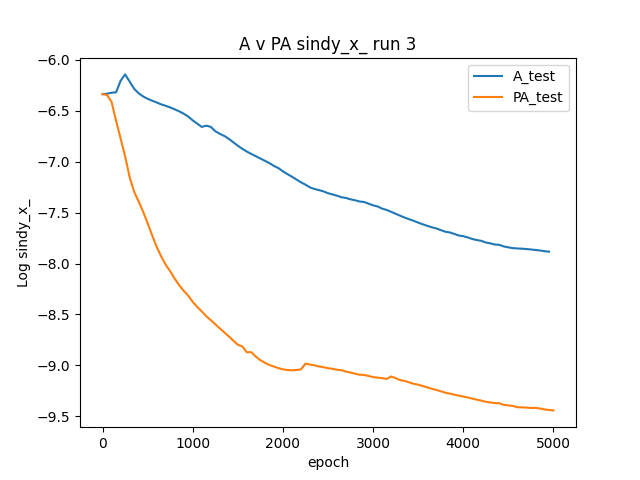 A v PA sindy_x_ run 3
A_test
PA_test
Log sindy_x_
−6.0
−6.5
−7.0
−7.5
−8.0
−8.5
−9.0
−9.5
0 1000 2000 3000 4000 5000
epoch